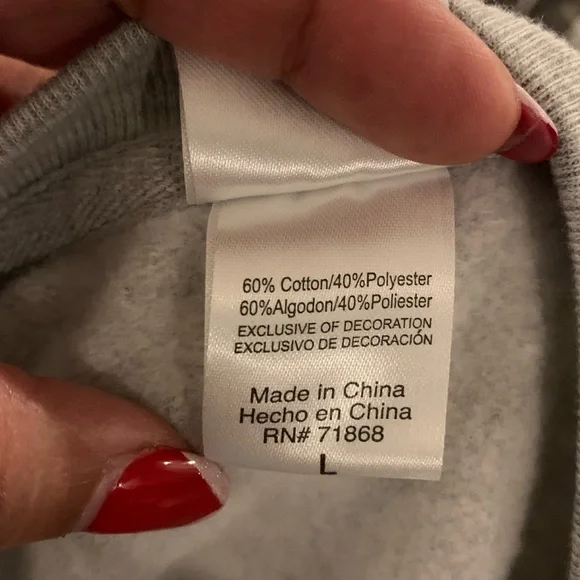 60% Cotton/40%Polyester
60%Algodon/40%Poliester
EXCLUSIVE OF DECORATION
EXCLUSIVO DE DECORACIÓN
Made in China
Hecho en China
RN# 71868
L